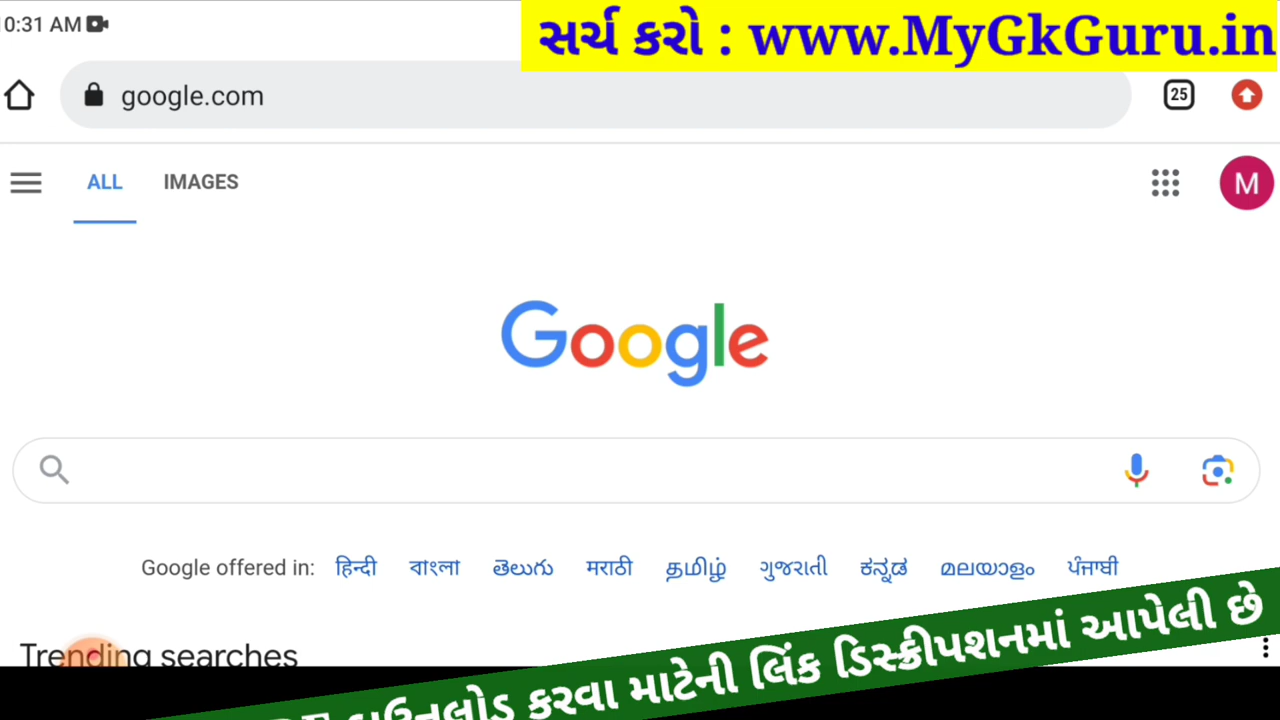 0:31 AM
સર્ચ કરો : www.MyGkGuru.in
google.com
25
ALL IMAGES
M
Google
Google offered in: हिन्दी বাংলা తెలుగు मराठी தமிழ் ગુજરાતી ಕನ್ನಡ മലയാളം ਪੰਜਾਬੀ
Trending searches
કરવા માટેની લિંક ડિસ્ક્રીપશનમાં આપેલી છે